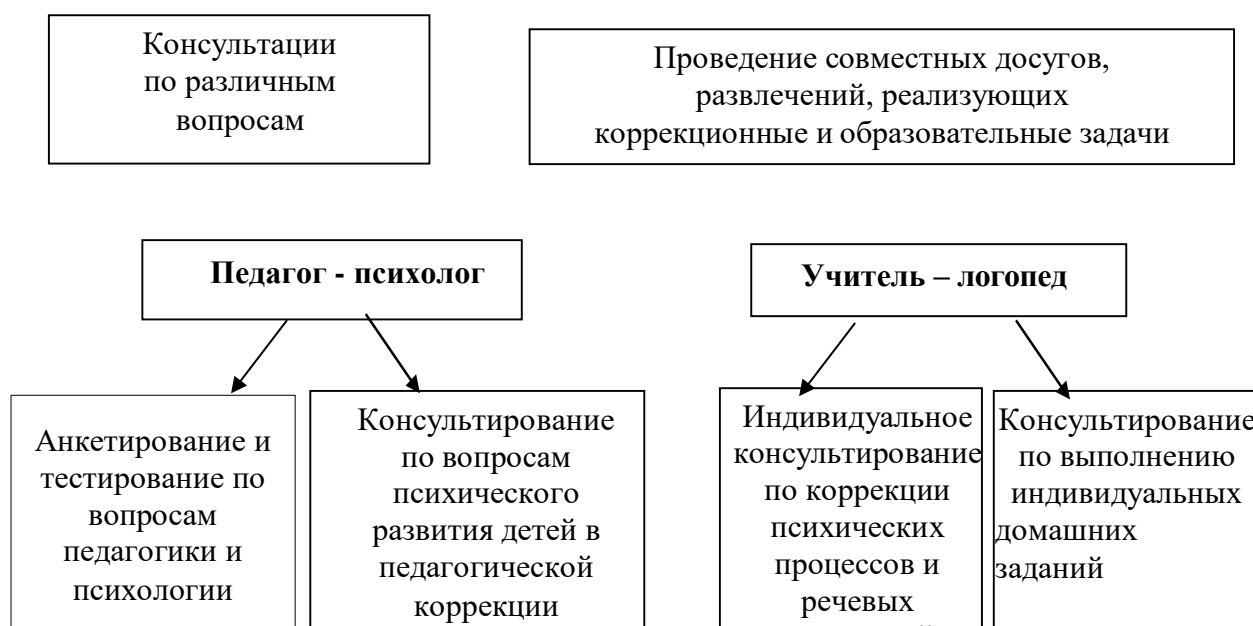 Консультации
по различным
вопросам
Проведение совместных досугов,
развлечений, реализующих
коррекционные и образовательные задачи
Педагог - психолог
Учитель – логопед
Анкетирование и
тестирование по
вопросам
педагогики и
психологии
Консультирование
по вопросам
психического
развития детей в
педагогической
коррекции
Индивидуальное
консультирование
по коррекции
психических
процессов и
речевых
Консультирование
по выполнению
индивидуальных
домашних
заданий